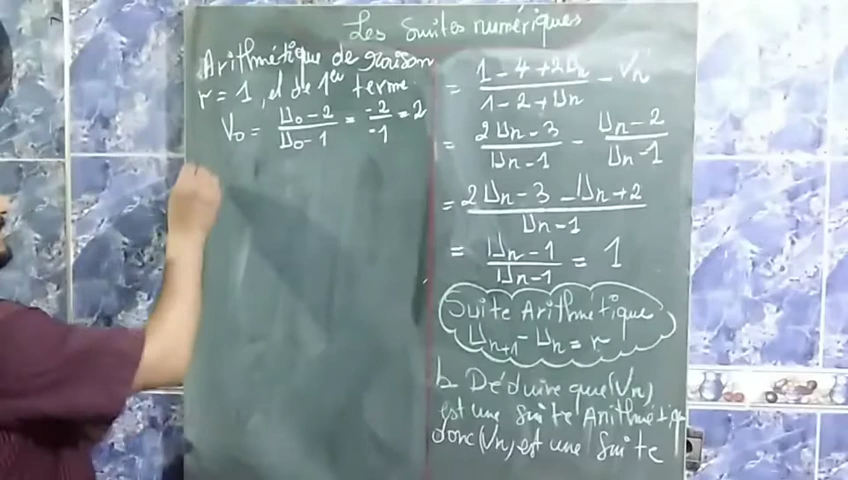 Les Suites numériques
Arithmétique de raison
r = 1, et de 1er terme
V₀ = (U₀ - 2)/(U₀ - 1) = (-2)/(-1) = 2
= (1 - 4 + 2Uₙ)/(1 - 2 + Uₙ) - Vₙ
= (2Uₙ - 3)/(Uₙ - 1) - (Uₙ - 2)/(Uₙ - 1)
= (2Uₙ - 3 - Uₙ + 2)/(Uₙ - 1)
= (Uₙ - 1)/(Uₙ - 1) = 1
Suite Arithmétique
Uₙ₊₁ - Uₙ = r
b. Déduire que (Vₙ)
est une suite Arithmétique
donc (Vₙ) est une suite